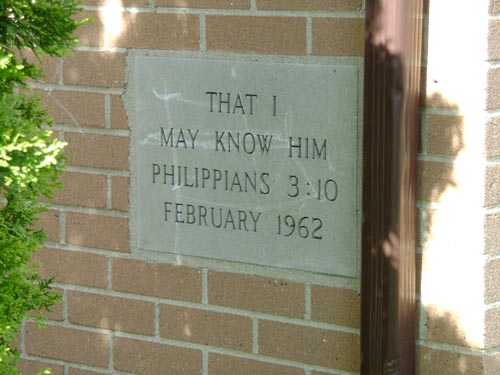 THAT I
MAY KNOW HIM
PHILIPPIANS 3:10
FEBRUARY 1962